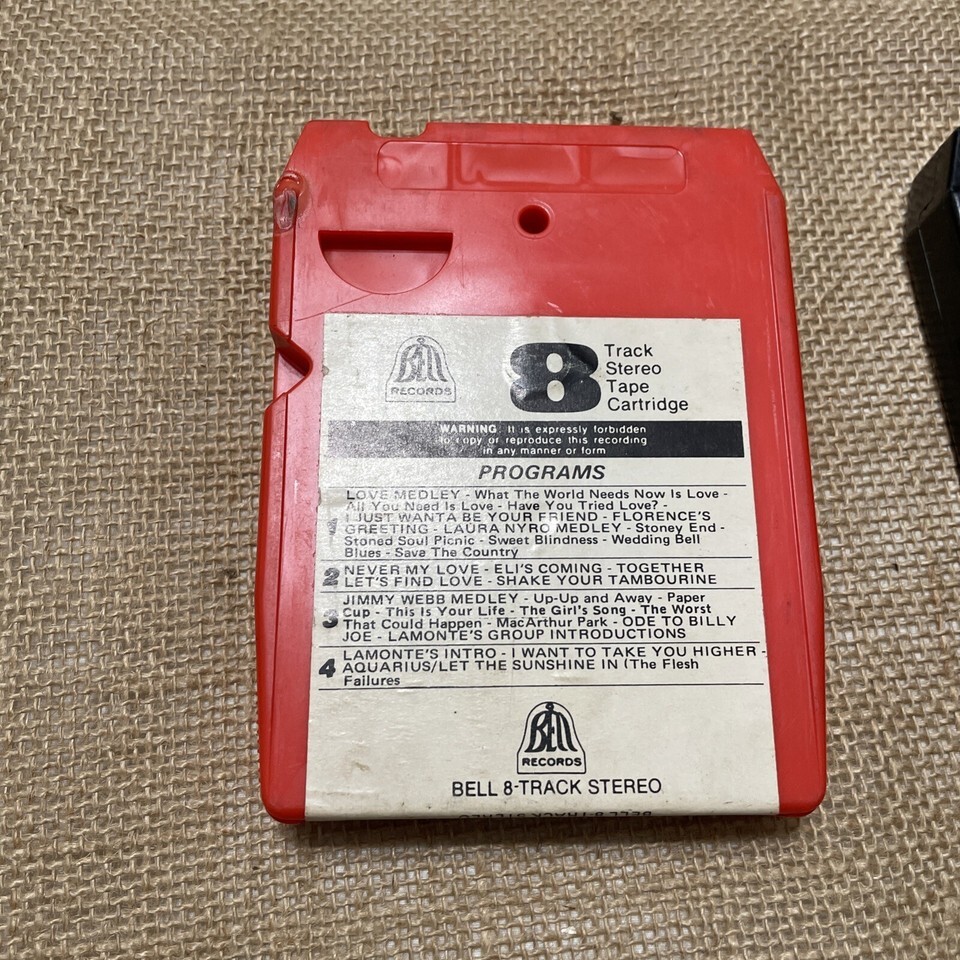 BELL
RECORDS
8 Track
Stereo
Tape
Cartridge
WARNING: It is expressly forbidden
to copy or reproduce this recording
in any manner or form
PROGRAMS
1 LOVE MEDLEY - What The World Needs Now Is Love -
All You Need Is Love - Have You Tried Love? -
I JUST WANTA BE YOUR FRIEND - FLORENCE'S
GREETING - LAURA NYRO MEDLEY - Stoney End -
Stoned Soul Picnic - Sweet Blindness - Wedding Bell
Blues - Save The Country
2 NEVER MY LOVE - ELI'S COMING - TOGETHER
LET'S FIND LOVE - SHAKE YOUR TAMBOURINE
3 JIMMY WEBB MEDLEY - Up-Up and Away - Paper
Cup - This Is Your Life - The Girl's Song - The Worst
That Could Happen - MacArthur Park - ODE TO BILLY
JOE - LAMONTE'S GROUP INTRODUCTIONS
4 LAMONTE'S INTRO - I WANT TO TAKE YOU HIGHER -
AQUARIUS/LET THE SUNSHINE IN (The Flesh
Failures
BELL
RECORDS
BELL 8-TRACK STEREO
BELL 8-TRACK STEREO